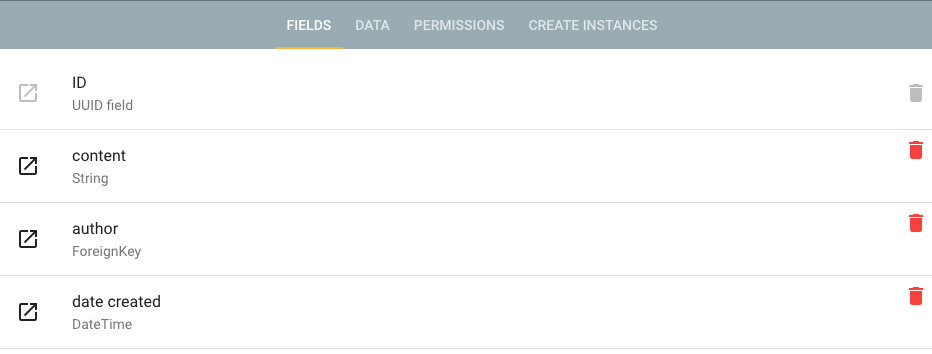 FIELDS DATA PERMISSIONS CREATE INSTANCES
ID
UUID field
content
String
author
ForeignKey
date created
DateTime